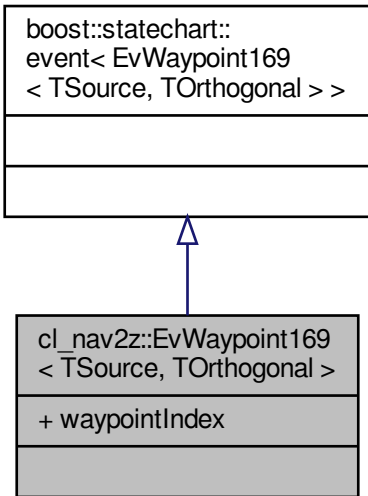 boost::statechart::
event< EvWaypoint169
< TSource, TOrthogonal > >
cl_nav2z::EvWaypoint169
< TSource, TOrthogonal >
+ waypointIndex